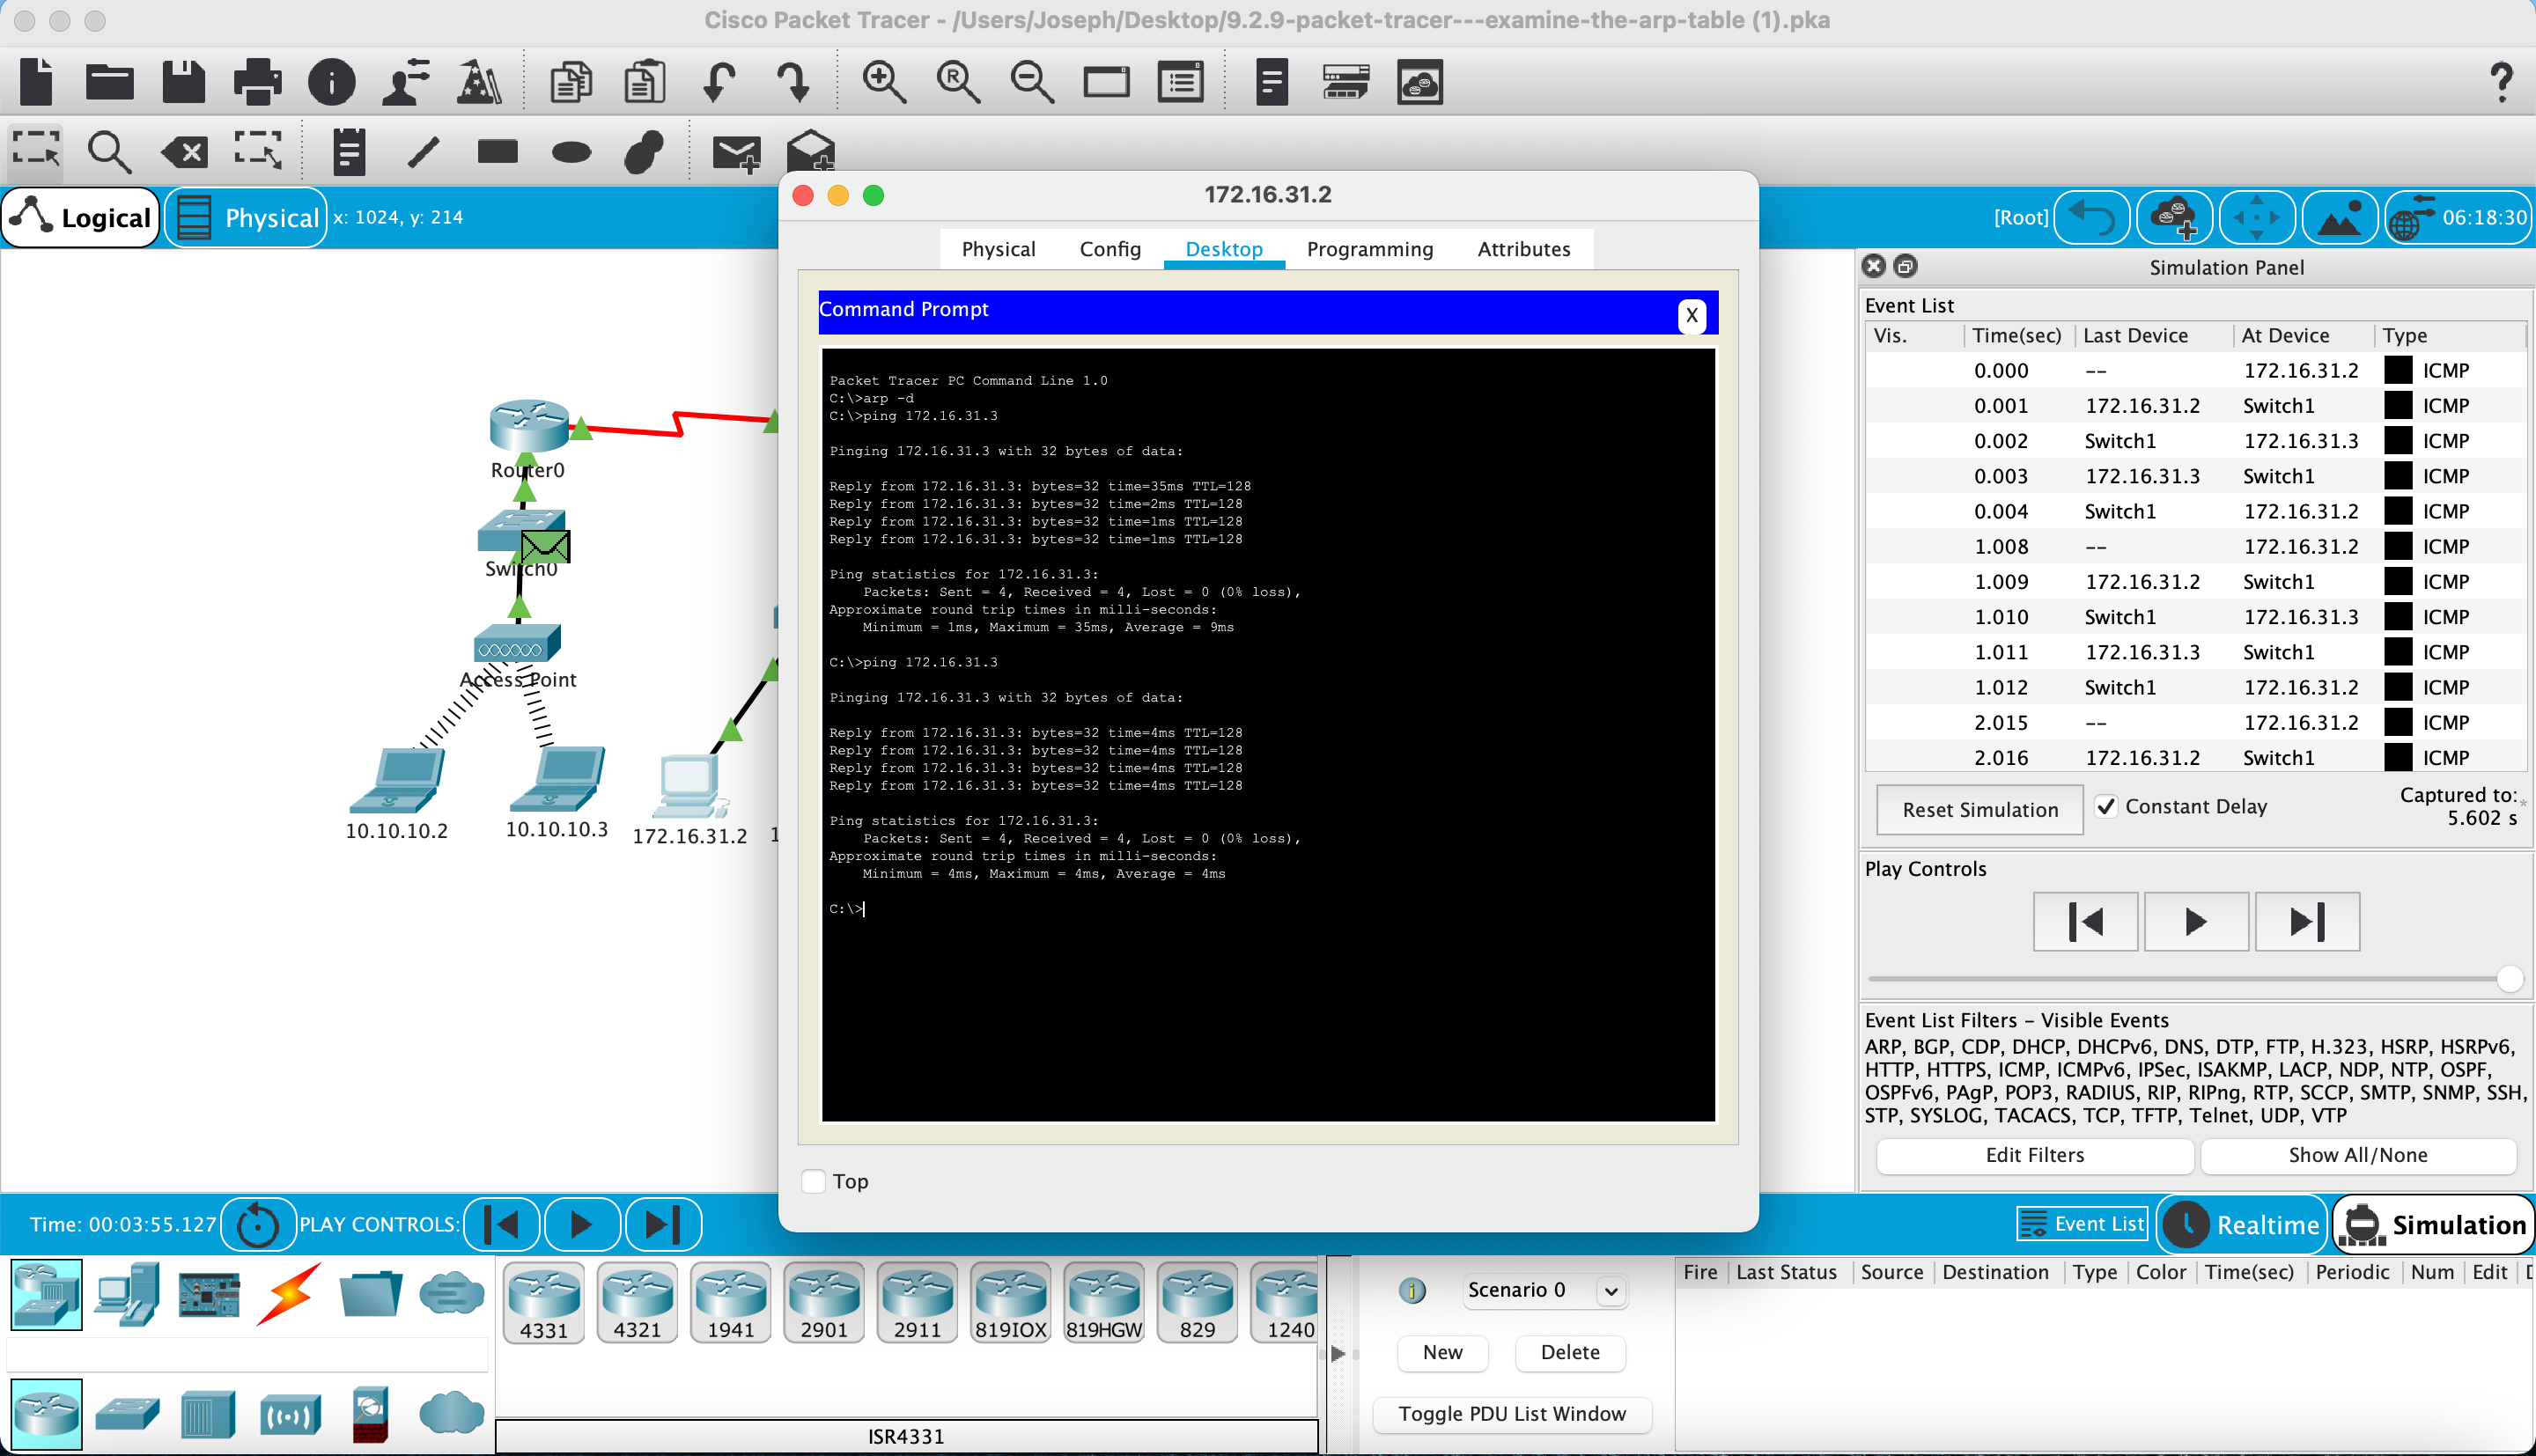 Cisco Packet Tracer - /Users/Joseph/Desktop/9.2.9-packet-tracer---examine-the-arp-table (1).pka
Logical
Physical
x: 1024, y: 214
[Root]
06:18:30
Router0
Switch0
Access Point
10.10.10.2
10.10.10.3
172.16.31.2
1
172.16.31.2
Physical
Config
Desktop
Programming
Attributes
Command Prompt
X
Packet Tracer PC Command Line 1.0
C:\>arp -d
C:\>ping 172.16.31.3
Pinging 172.16.31.3 with 32 bytes of data:
Reply from 172.16.31.3: bytes=32 time=35ms TTL=128
Reply from 172.16.31.3: bytes=32 time=2ms TTL=128
Reply from 172.16.31.3: bytes=32 time=1ms TTL=128
Reply from 172.16.31.3: bytes=32 time=1ms TTL=128
Ping statistics for 172.16.31.3:
Packets: Sent = 4, Received = 4, Lost = 0 (0% loss),
Approximate round trip times in milli-seconds:
Minimum = 1ms, Maximum = 35ms, Average = 9ms
C:\>ping 172.16.31.3
Pinging 172.16.31.3 with 32 bytes of data:
Reply from 172.16.31.3: bytes=32 time=4ms TTL=128
Reply from 172.16.31.3: bytes=32 time=4ms TTL=128
Reply from 172.16.31.3: bytes=32 time=4ms TTL=128
Reply from 172.16.31.3: bytes=32 time=4ms TTL=128
Ping statistics for 172.16.31.3:
Packets: Sent = 4, Received = 4, Lost = 0 (0% loss),
Approximate round trip times in milli-seconds:
Minimum = 4ms, Maximum = 4ms, Average = 4ms
C:\>
Top
Simulation Panel
Event List
Vis. Time(sec) Last Device At Device Type
0.000 -- 172.16.31.2 ICMP
0.001 172.16.31.2 Switch1 ICMP
0.002 Switch1 172.16.31.3 ICMP
0.003 172.16.31.3 Switch1 ICMP
0.004 Switch1 172.16.31.2 ICMP
1.008 -- 172.16.31.2 ICMP
1.009 172.16.31.2 Switch1 ICMP
1.010 Switch1 172.16.31.3 ICMP
1.011 172.16.31.3 Switch1 ICMP
1.012 Switch1 172.16.31.2 ICMP
2.015 -- 172.16.31.2 ICMP
2.016 172.16.31.2 Switch1 ICMP
Reset Simulation
Constant Delay
Captured to: *
5.602 s
Play Controls
Event List Filters - Visible Events
ARP, BGP, CDP, DHCP, DHCPv6, DNS, DTP, FTP, H.323, HSRP, HSRPv6,
HTTP, HTTPS, ICMP, ICMPv6, IPSec, ISAKMP, LACP, NDP, NTP, OSPF,
OSPFv6, PAgP, POP3, RADIUS, RIP, RIPng, RTP, SCCP, SMTP, SNMP, SSH,
STP, SYSLOG, TACACS, TCP, TFTP, Telnet, UDP, VTP
Edit Filters
Show All/None
Time: 00:03:55.127
PLAY CONTROLS:
Event List
Realtime
Simulation
4331
4321
1941
2901
2911
819IOX
819HGW
829
1240
ISR4331
Scenario 0
New
Delete
Toggle PDU List Window
Fire Last Status Source Destination Type Color Time(sec) Periodic Num Edit